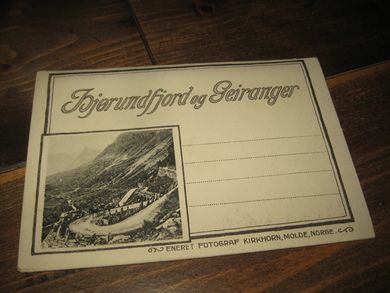 Hjørundfjord og Geiranger
ENERET FOTOGRAF KIRKHORN, MOLDE, NORGE.